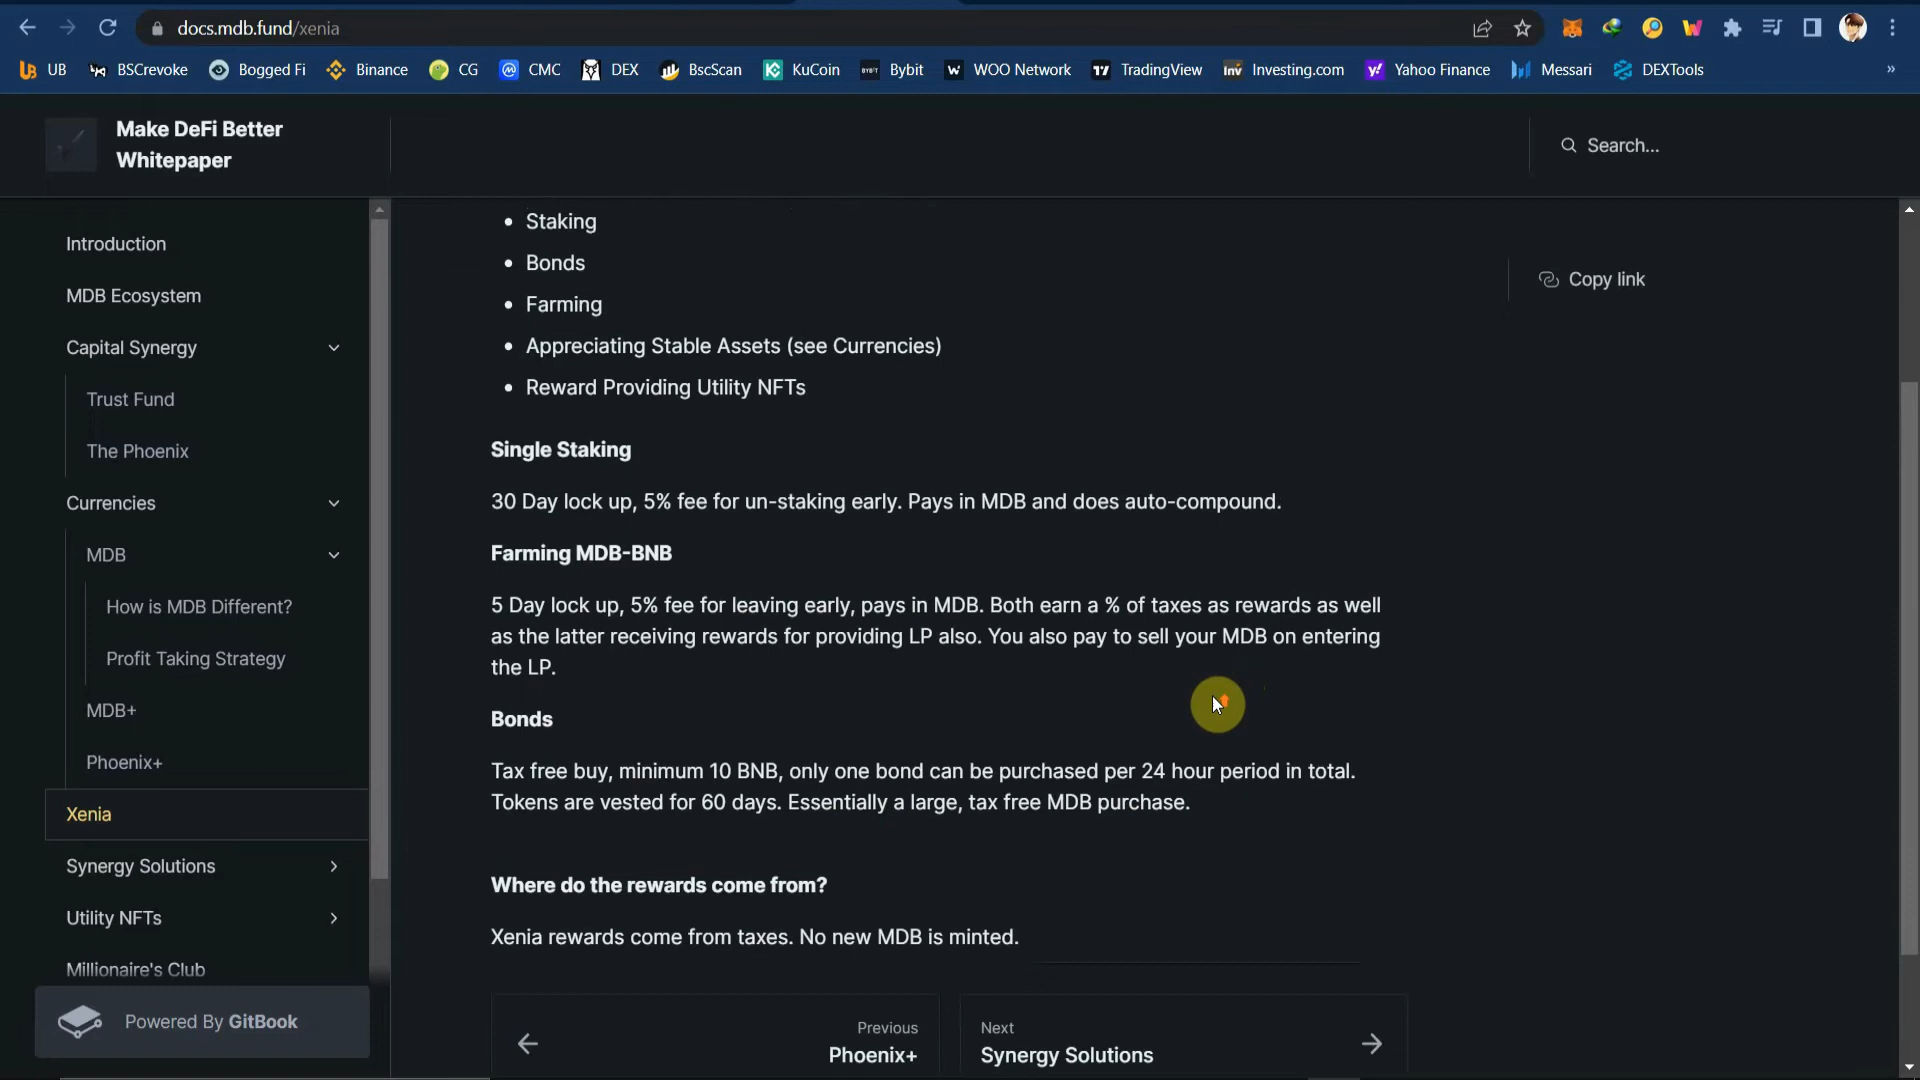 docs.mdb.fund/xenia
UB BSCrevoke Bogged Fi Binance CG CMC DEX BscScan KuCoin Bybit WOO Network TradingView Investing.com Yahoo Finance Messari DEXTools »
Make DeFi Better
Whitepaper
Search...
Introduction
MDB Ecosystem
Capital Synergy
Trust Fund
The Phoenix
Currencies
MDB
How is MDB Different?
Profit Taking Strategy
MDB+
Phoenix+
Xenia
Synergy Solutions
Utility NFTs
Millionaire's Club
Powered By GitBook
• Staking
• Bonds
• Farming
• Appreciating Stable Assets (see Currencies)
• Reward Providing Utility NFTs
Single Staking
30 Day lock up, 5% fee for un-staking early. Pays in MDB and does auto-compound.
Farming MDB-BNB
5 Day lock up, 5% fee for leaving early, pays in MDB. Both earn a % of taxes as rewards as well
as the latter receiving rewards for providing LP also. You also pay to sell your MDB on entering
the LP.
Bonds
Tax free buy, minimum 10 BNB, only one bond can be purchased per 24 hour period in total.
Tokens are vested for 60 days. Essentially a large, tax free MDB purchase.
Where do the rewards come from?
Xenia rewards come from taxes. No new MDB is minted.
Previous
Phoenix+
Next
Synergy Solutions
Copy link